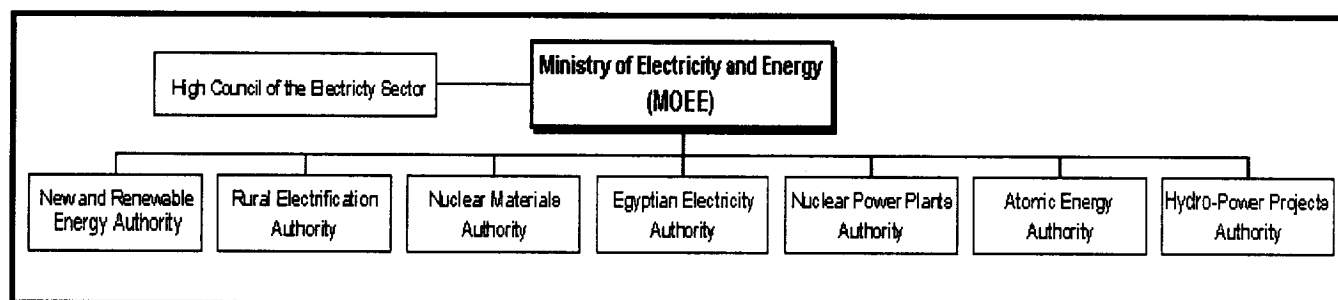 High Council of the Electricty Sector
Ministry of Electricity and Energy
(MOEE)
New and Renewable
Energy Authority
Rural Electrification
Authority
Nuclear Materials
Authority
Egyptian Electricity
Authority
Nuclear Power Plants
Authority
Atomic Energy
Authority
Hydro-Power Projects
Authority